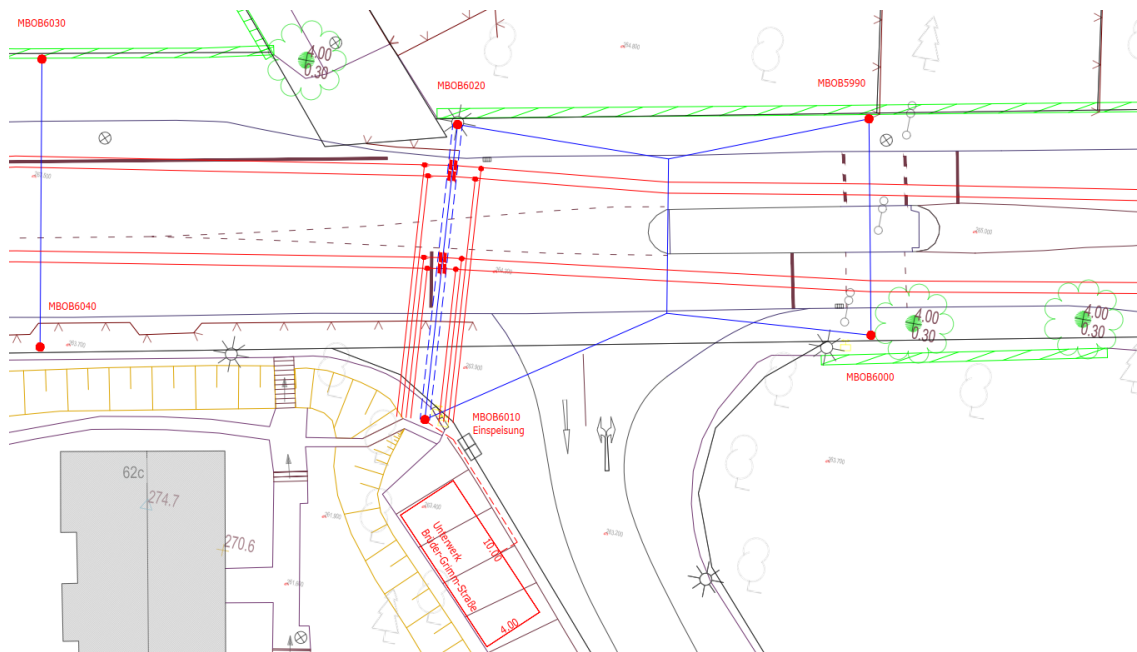 MBOB6030
4.00
0.30
MBOB6020
MBOB5990
MBOB6040
4.00
0.30
4.00
0.30
MBOB6000
MBOB6010
Einspeisung
62c
274.7
270.6
Unterwerk
Brüder-Grimm-Straße
10.00
4.00